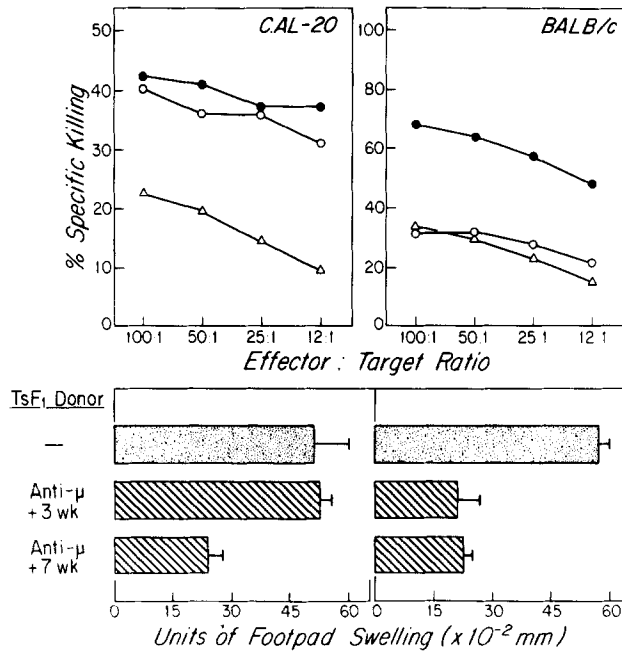 C.AL-20
BALB/c
50
40
30
20
10
0
100
80
60
40
20
0
% Specific Killing
100:1 50:1 25:1 12:1
100:1 50:1 25:1 12:1
Effector : Target Ratio
TsF₁ Donor
—
Anti-μ
+3 wk
Anti-μ
+7 wk
0 15 30 45 60
0 15 30 45 60
Units of Footpad Swelling (x 10⁻² mm)